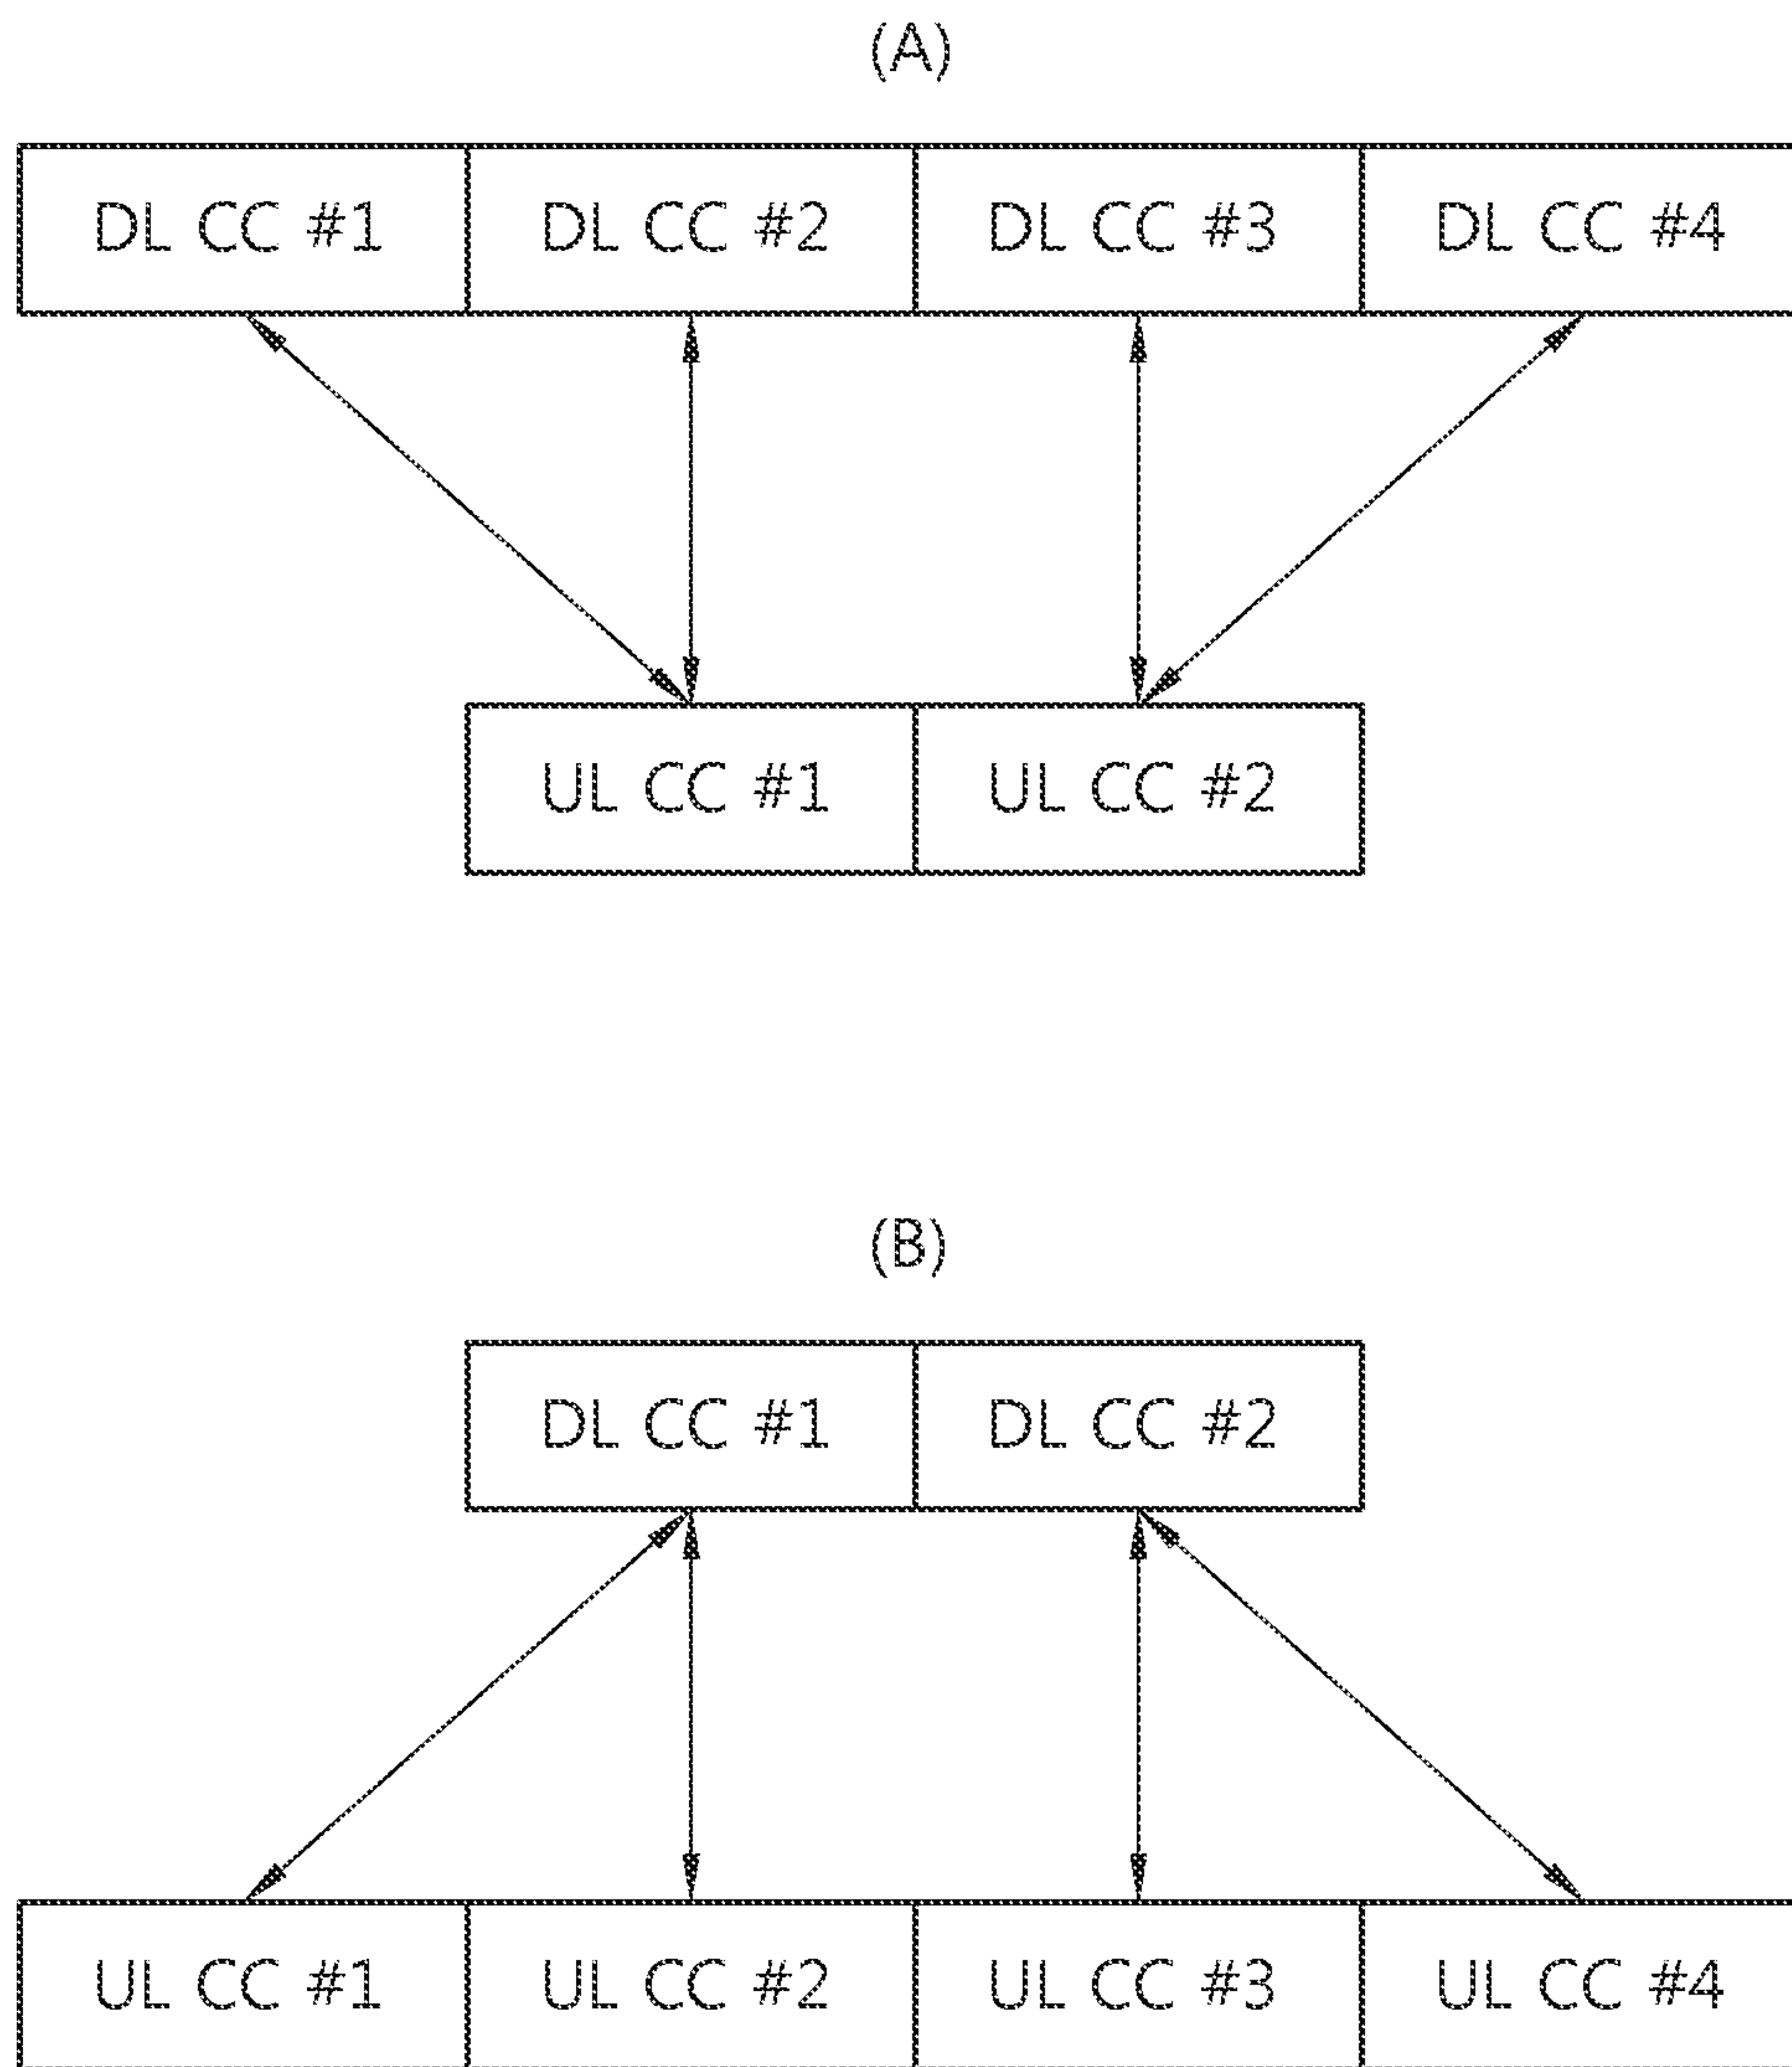 (A)
DL CC #1 DL CC #2 DL CC #3 DL CC #4
UL CC #1 UL CC #2
(B)
DL CC #1 DL CC #2
UL CC #1 UL CC #2 UL CC #3 UL CC #4